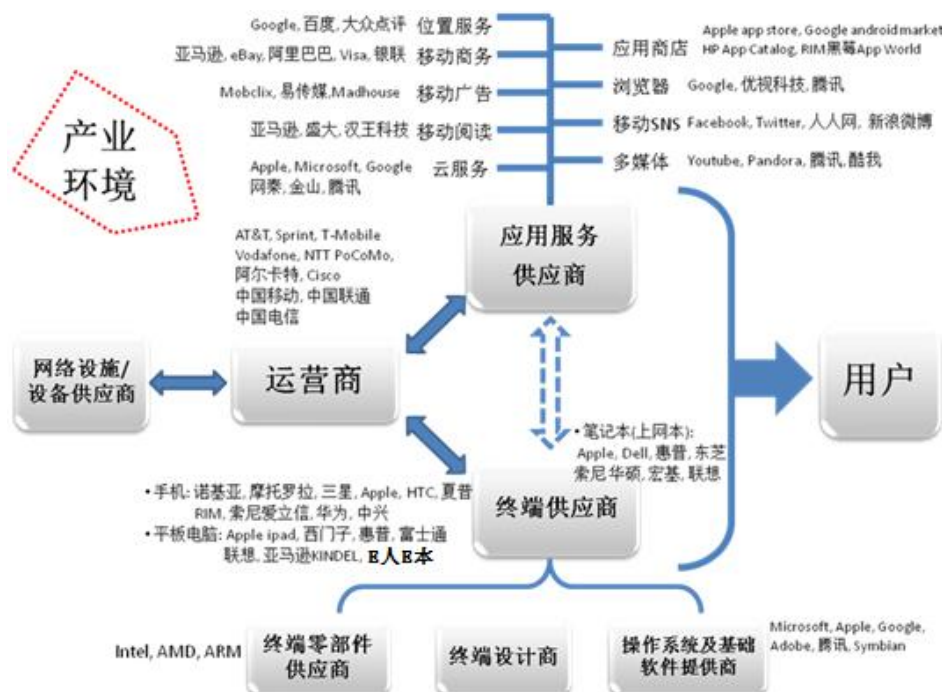 Google, 百度, 大众点评 位置服务
亚马逊, eBay, 阿里巴巴, Visa, 银联 移动商务
Mobclix, 易传媒,Madhouse 移动广告
亚马逊, 盛大, 汉王科技 移动阅读
Apple, Microsoft, Google
网秦, 金山, 腾讯
云服务
应用商店
Apple app store, Google android market
HP App Catalog, RIM黑莓App World
浏览器 Google, 优视科技, 腾讯
移动SNS Facebook, Twitter, 人人网, 新浪微博
多媒体 Youtube, Pandora, 腾讯, 酷我
产业
环境
应用服务
供应商
AT&T, Sprint, T-Mobile
Vodafone, NTT PoCoMo,
阿尔卡特, Cisco
中国移动, 中国联通
中国电信
网络设施/
设备供应商
运营商
用户
•笔记本(上网本):
Apple, Dell, 惠普, 东芝
索尼 华硕, 宏基, 联想
•手机: 诺基亚, 摩托罗拉, 三星, Apple, HTC, 夏普
RIM, 索尼爱立信, 华为, 中兴
•平板电脑: Apple ipad, 西门子, 惠普, 富士通
联想, 亚马逊KINDEL, E人E本
终端供应商
Intel, AMD, ARM
终端零部件
供应商
终端设计商
操作系统及基础
软件提供商
Microsoft, Apple, Google,
Adobe, 腾讯, Symbian